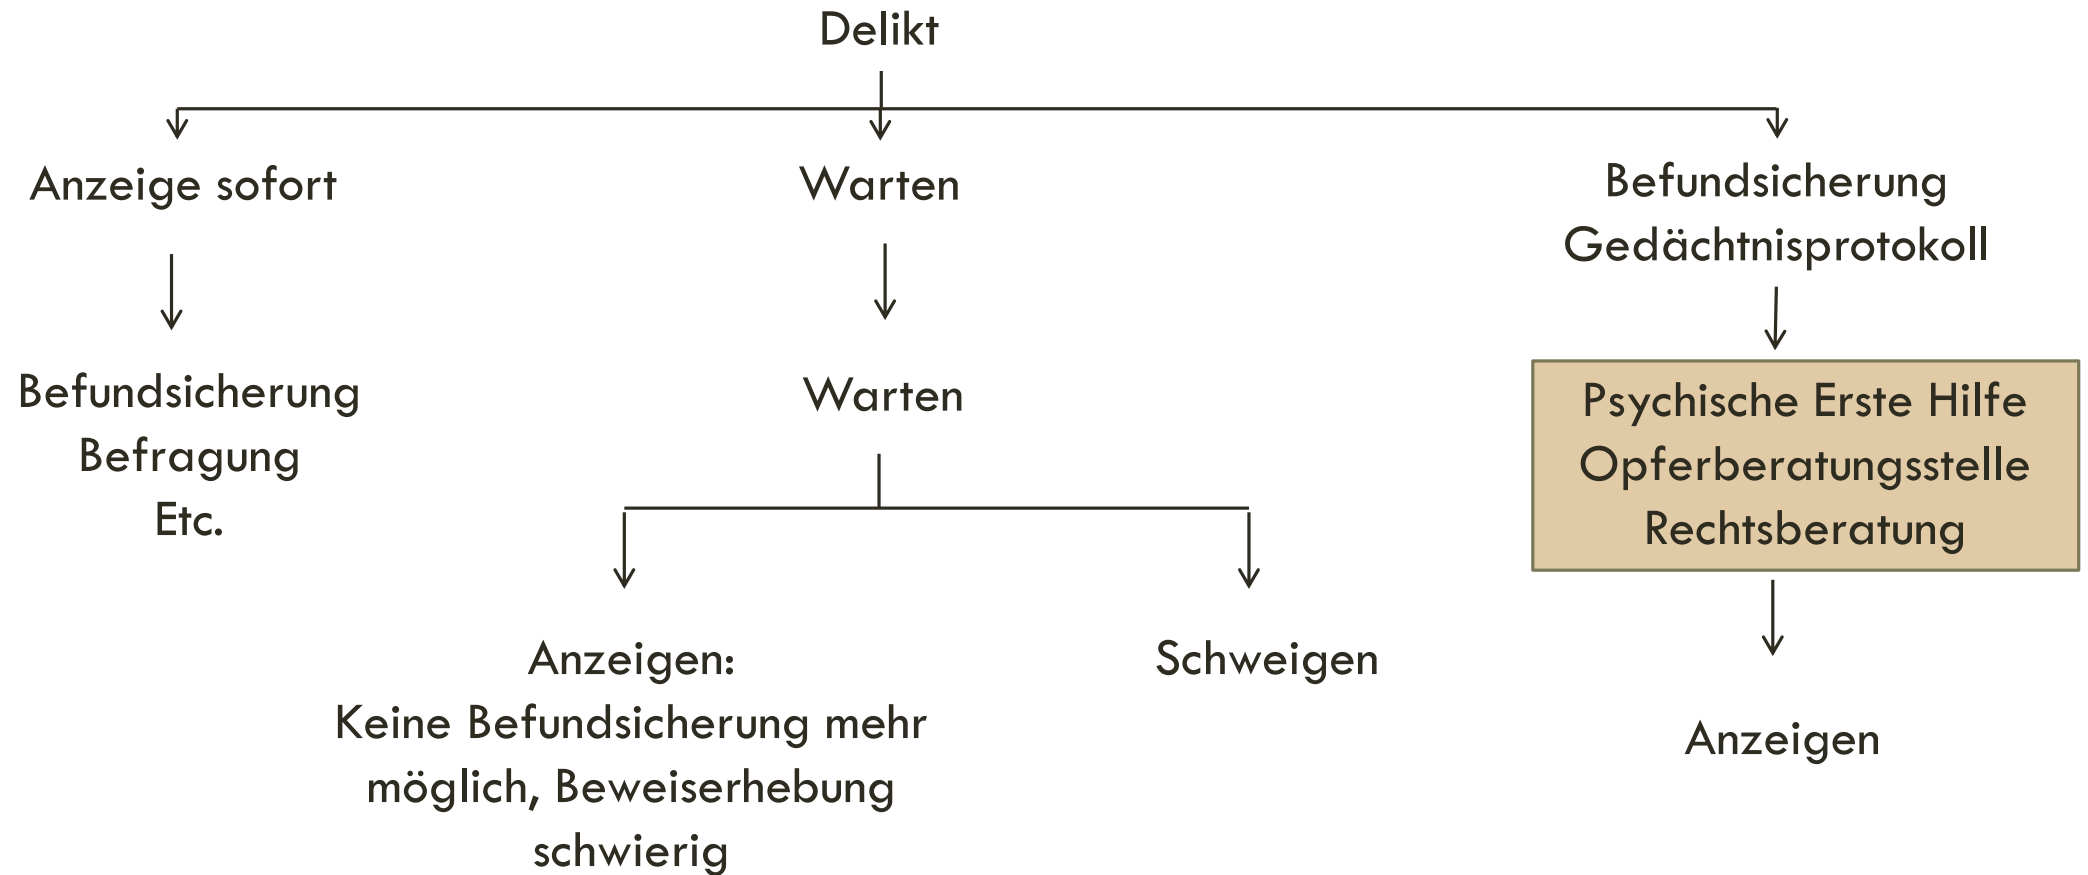 Delikt
Anzeige sofort
Warten
Befundsicherung
Gedächtnisprotokoll
Befundsicherung
Befragung
Etc.
Warten
Psychische Erste Hilfe
Opferberatungsstelle
Rechtsberatung
Anzeigen:
Keine Befundsicherung mehr
möglich, Beweiserhebung
schwierig
Schweigen
Anzeigen